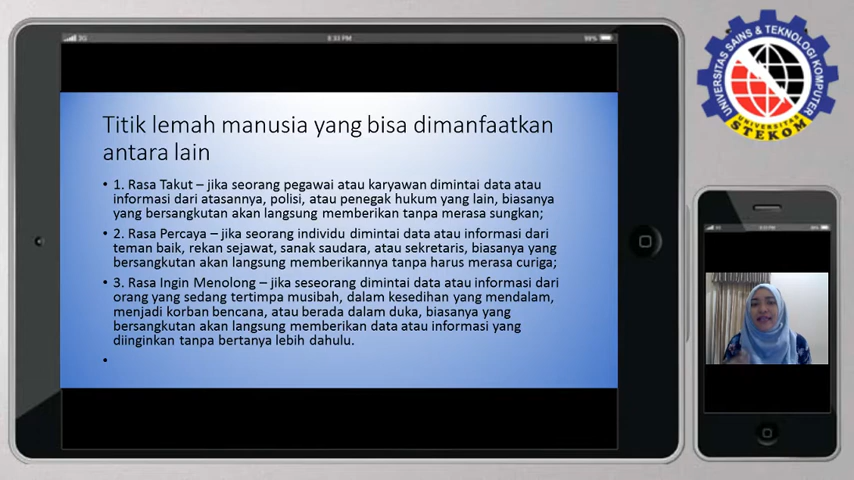 3G
9:33 PM
99%
Titik lemah manusia yang bisa dimanfaatkan
antara lain
• 1. Rasa Takut – jika seorang pegawai atau karyawan dimintai data atau
informasi dari atasannya, polisi, atau penegak hukum yang lain, biasanya
yang bersangkutan akan langsung memberikan tanpa merasa sungkan;
• 2. Rasa Percaya – jika seorang individu dimintai data atau informasi dari
teman baik, rekan sejawat, sanak saudara, atau sekretaris, biasanya yang
bersangkutan akan langsung memberikannya tanpa harus merasa curiga;
• 3. Rasa Ingin Menolong – jika seseorang dimintai data atau informasi dari
orang yang sedang tertimpa musibah, dalam kesedihan yang mendalam,
menjadi korban bencana, atau berada dalam duka, biasanya yang
bersangkutan akan langsung memberikan data atau informasi yang
diinginkan tanpa bertanya lebih dahulu.
•
UNIVERSITAS SAINS & TEKNOLOGI KOMPUTER
UNIVERSITAS
STEKOM